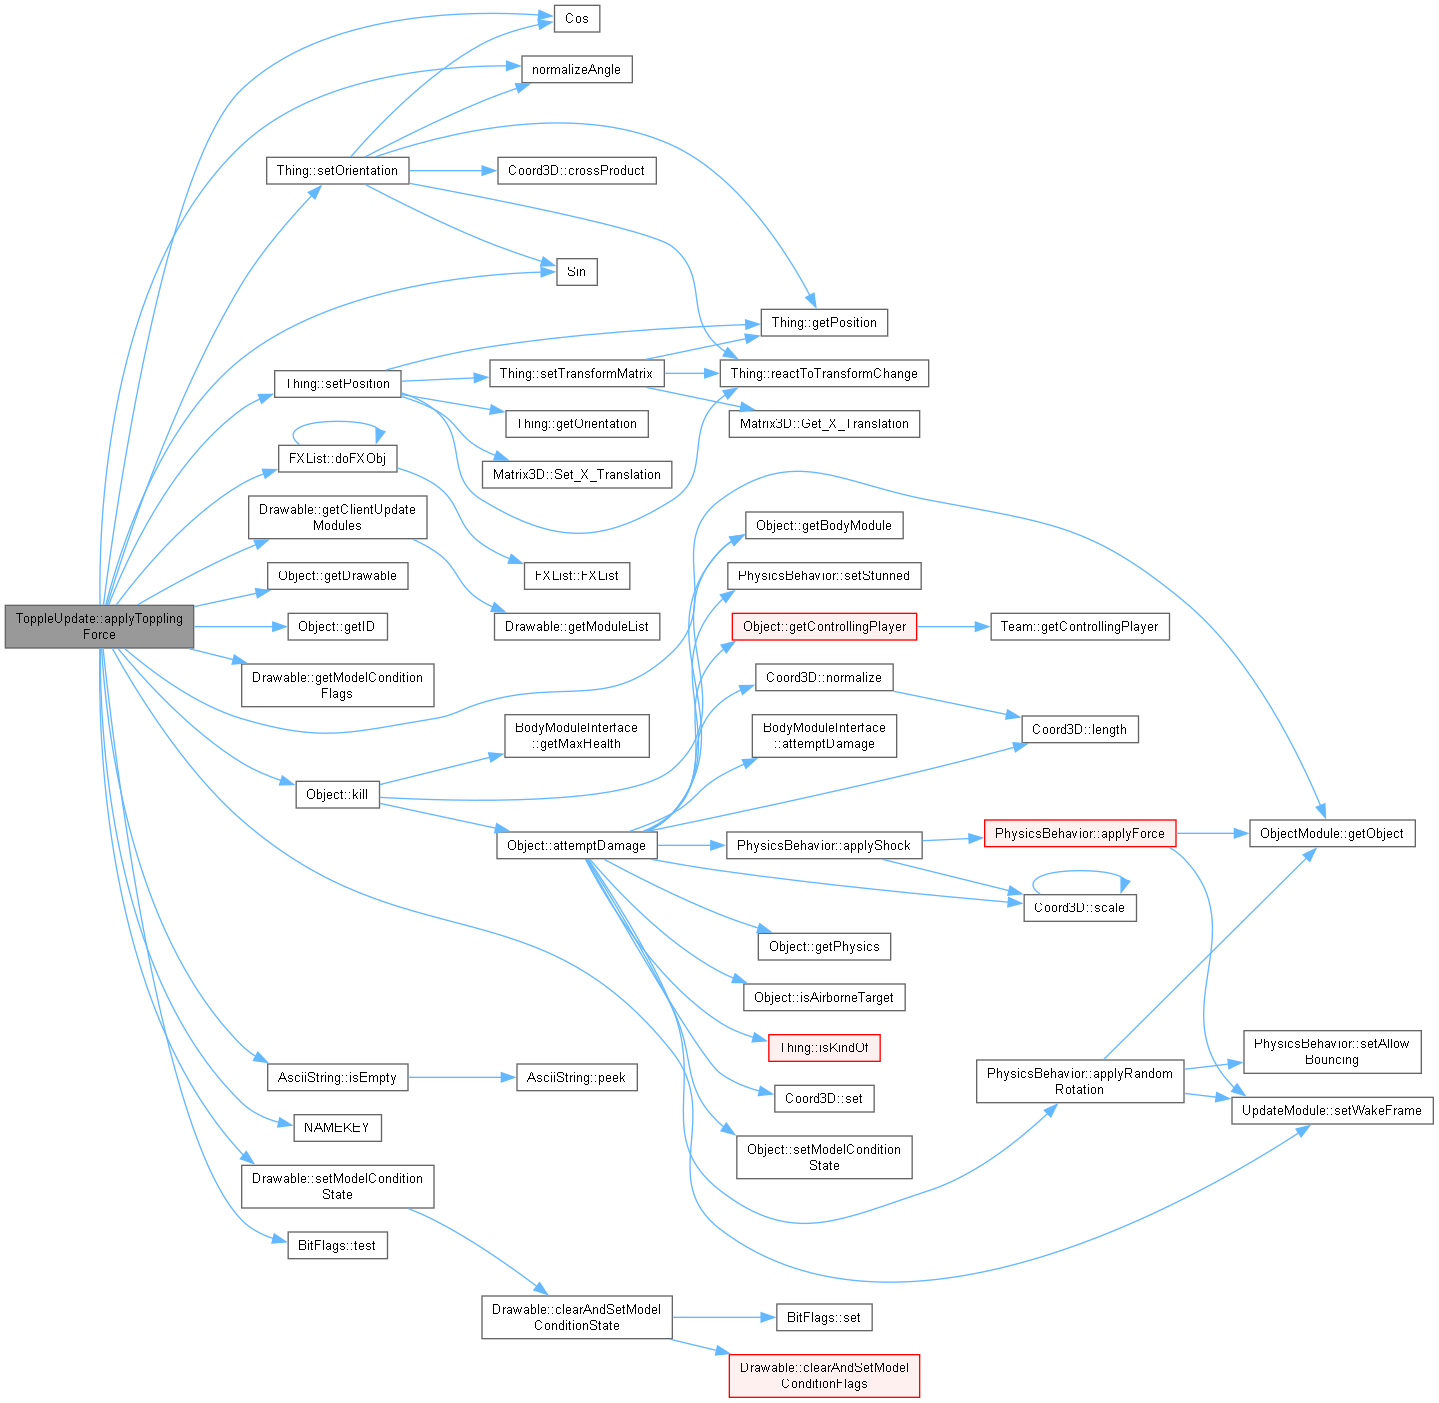 Cos
normalizeAngle
Thing::setOrientation
Coord3D::crossProduct
Sin
Thing::getPosition
Thing::setPosition
Thing::setTransformMatrix
Thing::reactToTransformChange
Thing::getOrientation
Matrix3D::Get_X_Translation
FXList::doFXObj
Matrix3D::Set_X_Translation
Drawable::getClientUpdate
Modules
Object::getBodyModule
Object::getDrawable
FXList::FXList
PhysicsBehavior::setStunned
ToppleUpdate::applyToppling
Force
Object::getID
Drawable::getModuleList
Object::getControllingPlayer
Team::getControllingPlayer
Drawable::getModelCondition
Flags
Coord3D::normalize
BodyModuleInterface
::getMaxHealth
BodyModuleInterface
::attemptDamage
Coord3D::length
Object::kill
Object::attemptDamage
PhysicsBehavior::applyShock
PhysicsBehavior::applyForce
ObjectModule::getObject
Coord3D::scale
Object::getPhysics
Object::isAirborneTarget
Thing::isKindOf
AsciiString::isEmpty
AsciiString::peek
Coord3D::set
PhysicsBehavior::applyRandom
Rotation
PhysicsBehavior::setAllow
Bouncing
UpdateModule::setWakeFrame
NAMEKEY
Object::setModelCondition
State
Drawable::setModelCondition
State
BitFlags::test
Drawable::clearAndSetModel
ConditionState
BitFlags::set
Drawable::clearAndSetModel
ConditionFlags